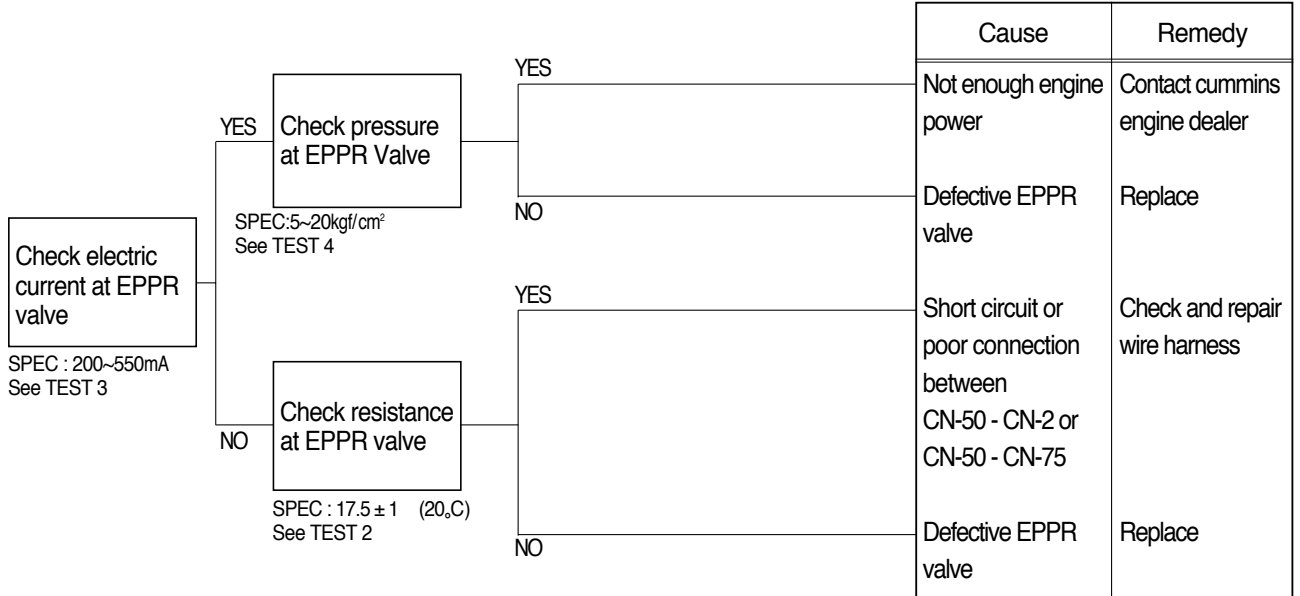 Cause
Remedy
YES
Not enough engine
power
Contact cummins
engine dealer
YES
Check pressure
at EPPR Valve
NO
Defective EPPR
valve
Replace
SPEC:5~20kgf/cm²
See TEST 4
Check electric
current at EPPR
valve
SPEC : 200~550mA
See TEST 3
YES
Short circuit or
poor connection
between
CN-50 - CN-2 or
CN-50 - CN-75
Check and repair
wire harness
NO
Check resistance
at EPPR valve
SPEC : 17.5 ± 1 (20°C)
See TEST 2
NO
Defective EPPR
valve
Replace